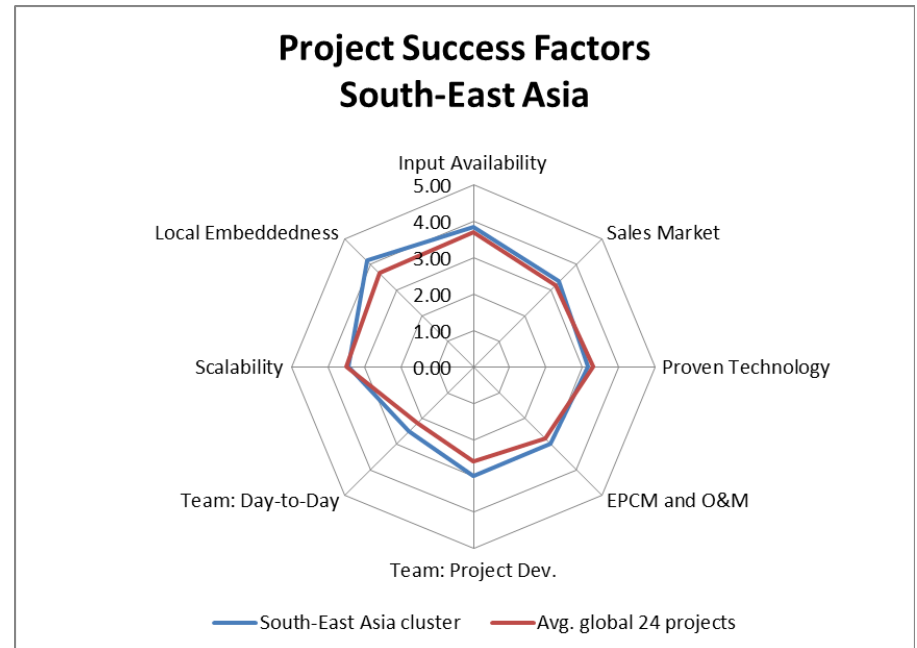 Project Success Factors
South-East Asia
Input Availability
5.00
Local Embeddedness
Sales Market
4.00
3.00
2.00
1.00
Scalability
0.00
Proven Technology
Team: Day-to-Day
EPCM and O&M
Team: Project Dev.
South-East Asia cluster
Avg. global 24 projects